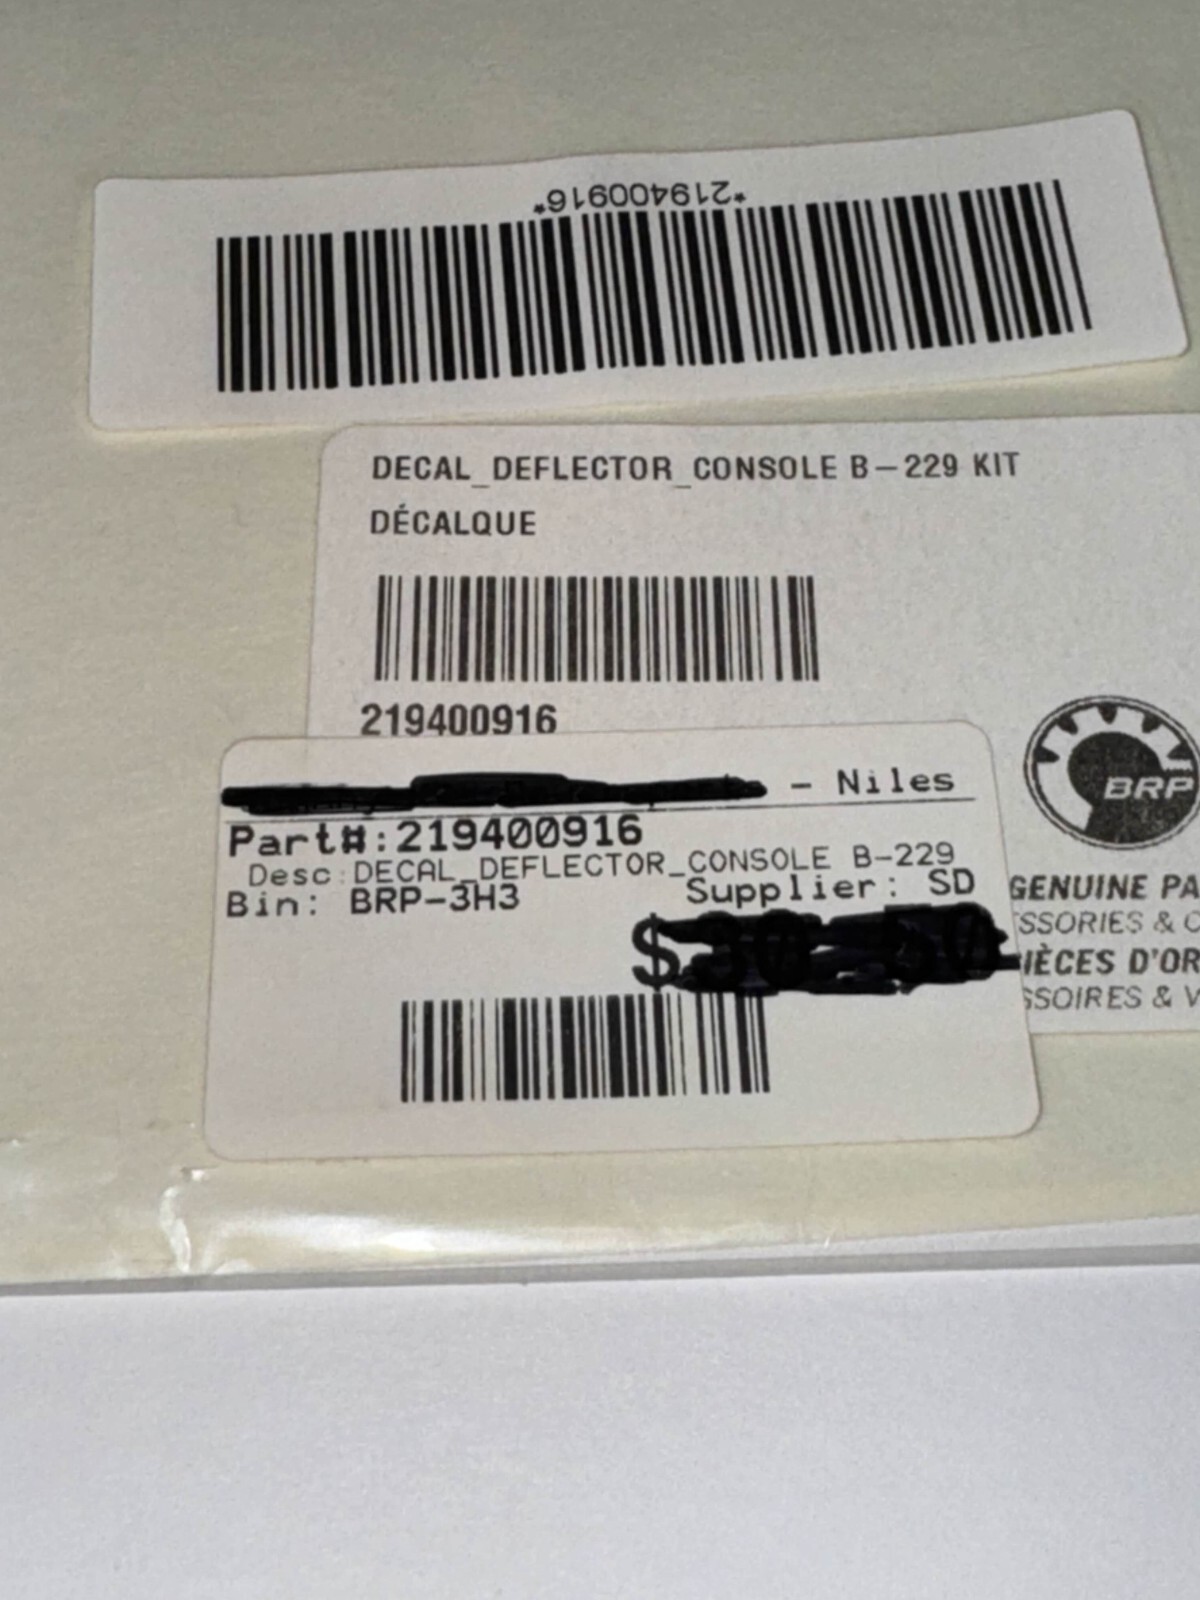 *219400916*
DECAL_DEFLECTOR_CONSOLE B-229 KIT
DÉCALQUE
219400916
BRP
- Niles
Part#:219400916
Desc:DECAL_DEFLECTOR_CONSOLE B-229
Bin: BRP-3H3 Supplier: SD
$
GENUINE PA
SSORIES & C
IÈCES D'OR
SSOIRES & V